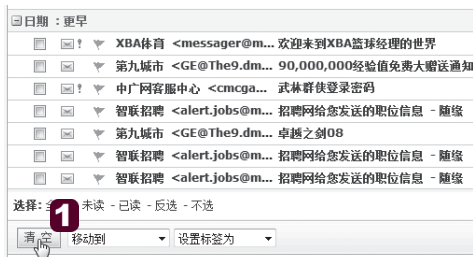 日期 ：更早
XBA体育 <messager@m... 欢迎来到XBA篮球经理的世界
第九城市 <GE@The9.dm... 90,000,000经验值免费大赠送通知
中广网客服中心 <cmcga... 武林群侠登录密码
智联招聘 <alert.jobs@m... 招聘网给您发送的职位信息 - 随缘
第九城市 <GE@The9.dm... 卓越之剑08
智联招聘 <alert.jobs@m... 招聘网给您发送的职位信息 - 随缘
智联招聘 <alert.jobs@m... 招聘网给您发送的职位信息 - 随缘
选择: 未读 - 已读 - 反选 - 不选
1
清空 移动到 设置标签为